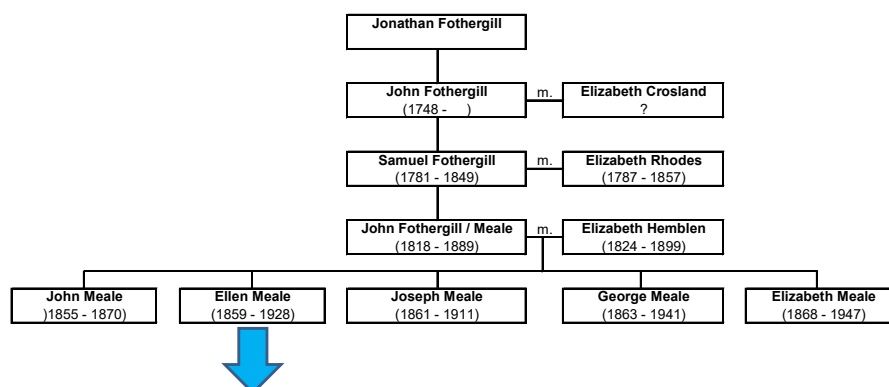 Jonathan Fothergill
John Fothergill
(1748 - )
m.
Elizabeth Crosland
?
Samuel Fothergill
(1781 - 1849)
m.
Elizabeth Rhodes
(1787 - 1857)
John Fothergill / Meale
(1818 - 1889)
m.
Elizabeth Hemblen
(1824 - 1899)
John Meale
)1855 - 1870)
Ellen Meale
(1859 - 1928)
Joseph Meale
(1861 - 1911)
George Meale
(1863 - 1941)
Elizabeth Meale
(1868 - 1947)